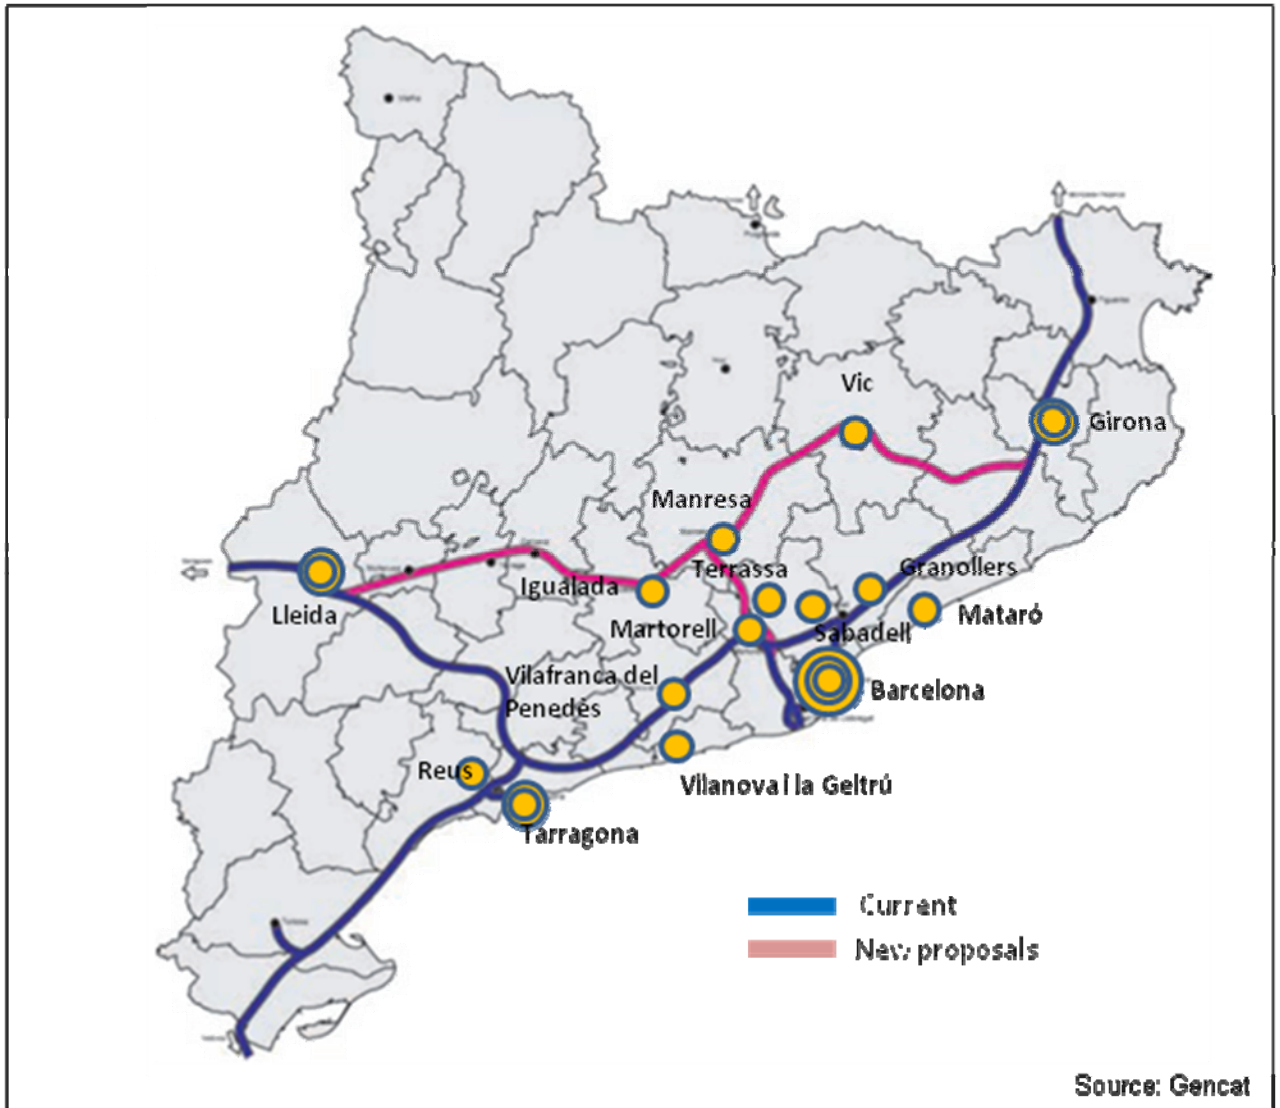 Vic
Girona
Manresa
Terrassa
Granollers
Igualada
Lleida
Martorell
Sabadell
Mataró
Vilafranca del
Penedès
Barcelona
Reus
Vilanova i la Geltrú
Tarragona
Current
New proposals
Source: Gencat